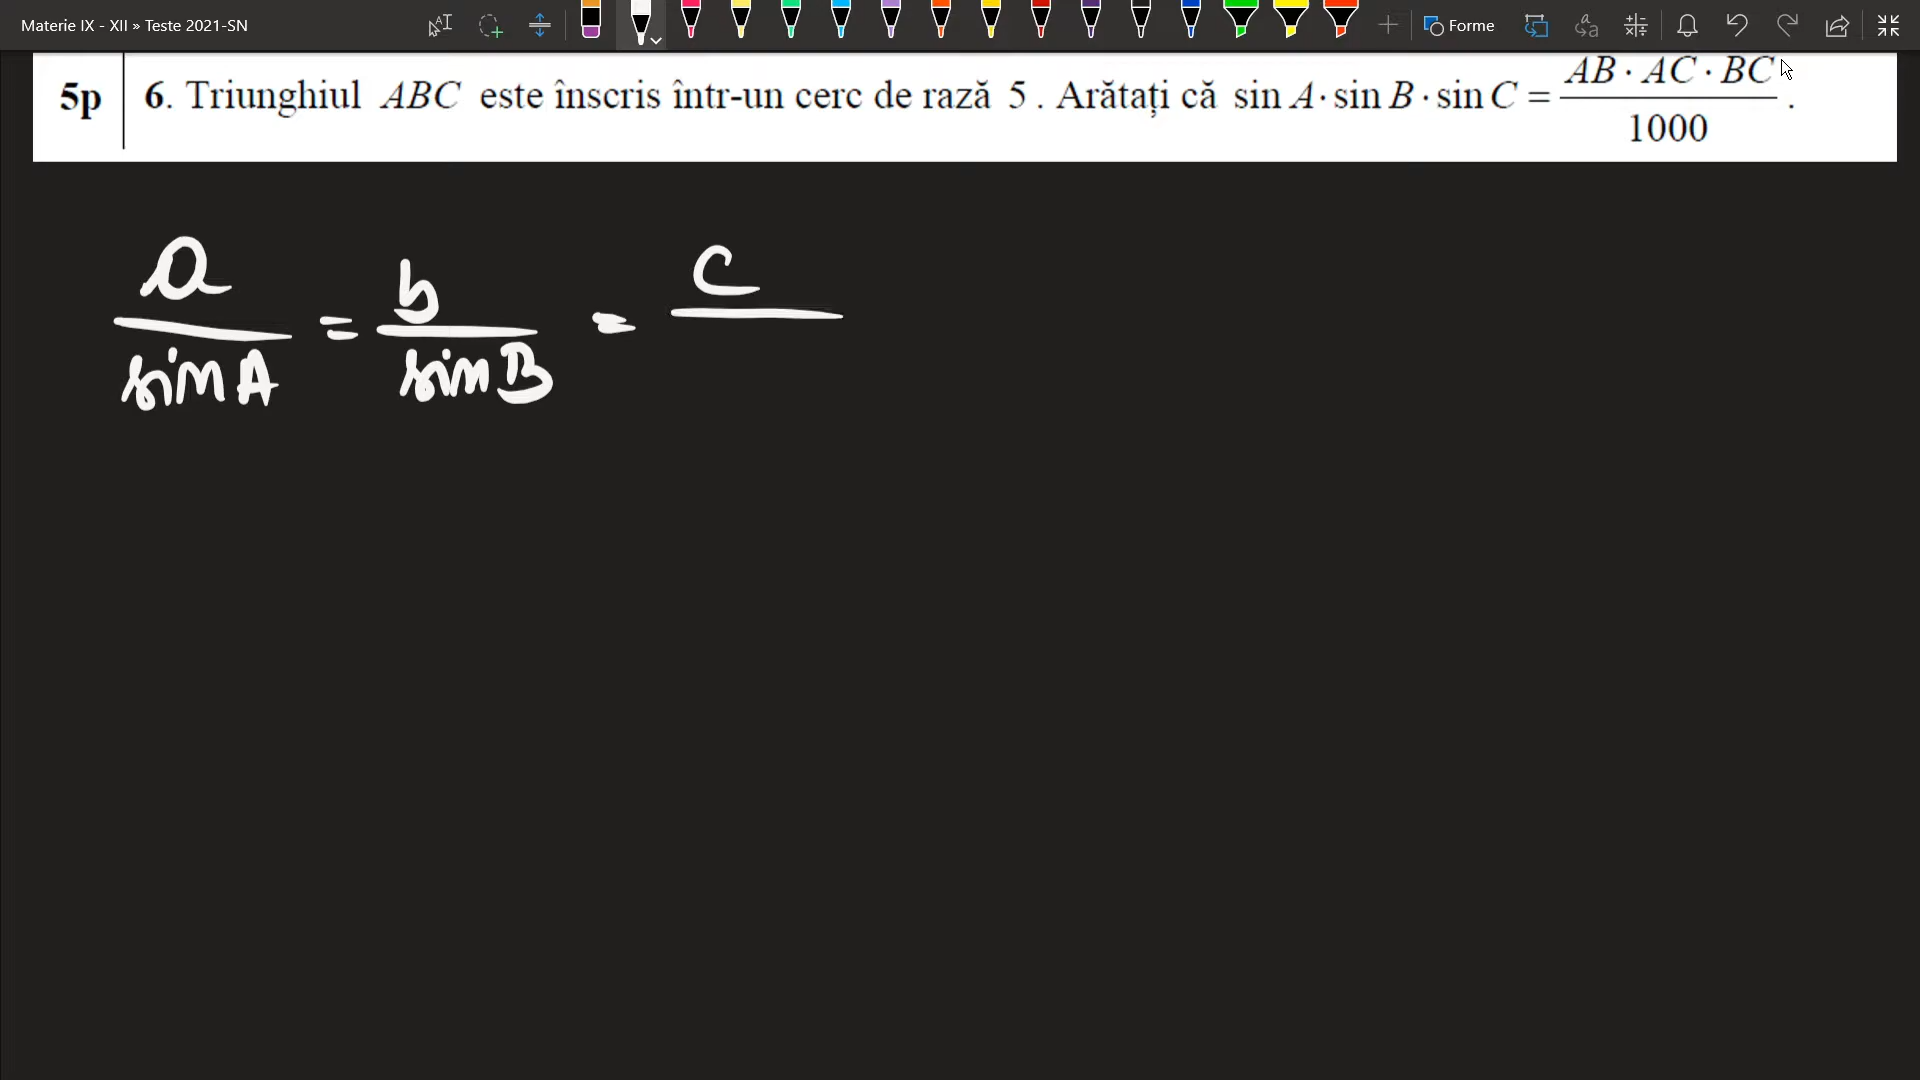 Materie IX - XII » Teste 2021-SN Forme
5p 6. Triunghiul ABC este înscris într-un cerc de rază 5 . Arătați că sin A · sin B · sin C = AB · AC · BC / 1000 .
a / sin A = b / sin B = c /